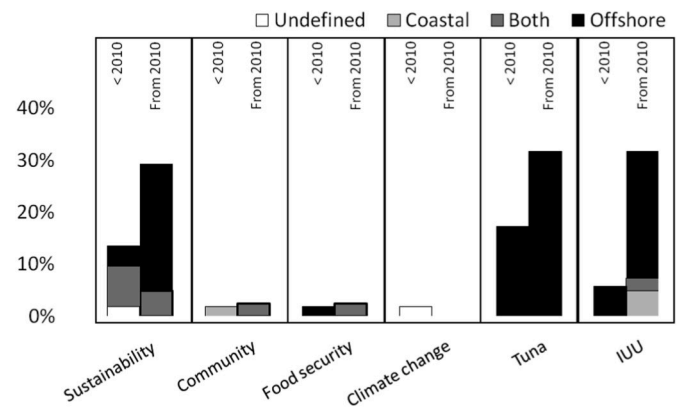 Undefined Coastal Both Offshore
< 2010 From 2010 < 2010 From 2010 < 2010 From 2010 < 2010 From 2010 < 2010 From 2010 < 2010 From 2010
40%
30%
20%
10%
0%
Sustainability Community Food security Climate change Tuna IUU